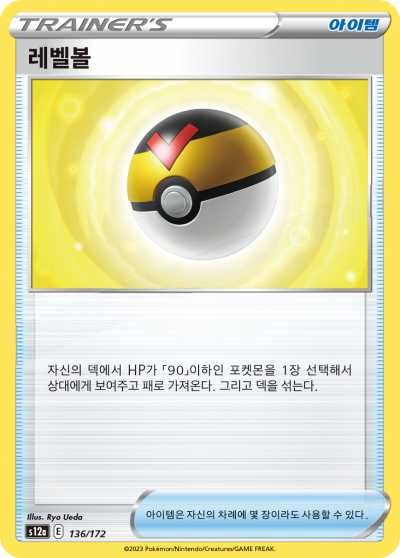 TRAINER'S 아이템
레벨볼
자신의 덱에서 HP가 「90」이하인 포켓몬을 1장 선택해서
상대에게 보여주고 패로 가져온다. 그리고 덱을 섞는다.
Illus. Ryo Ueda
s12a E 136/172
아이템은 자신의 차례에 몇 장이라도 사용할 수 있다.
©2023 Pokémon/Nintendo/Creatures/GAME FREAK.